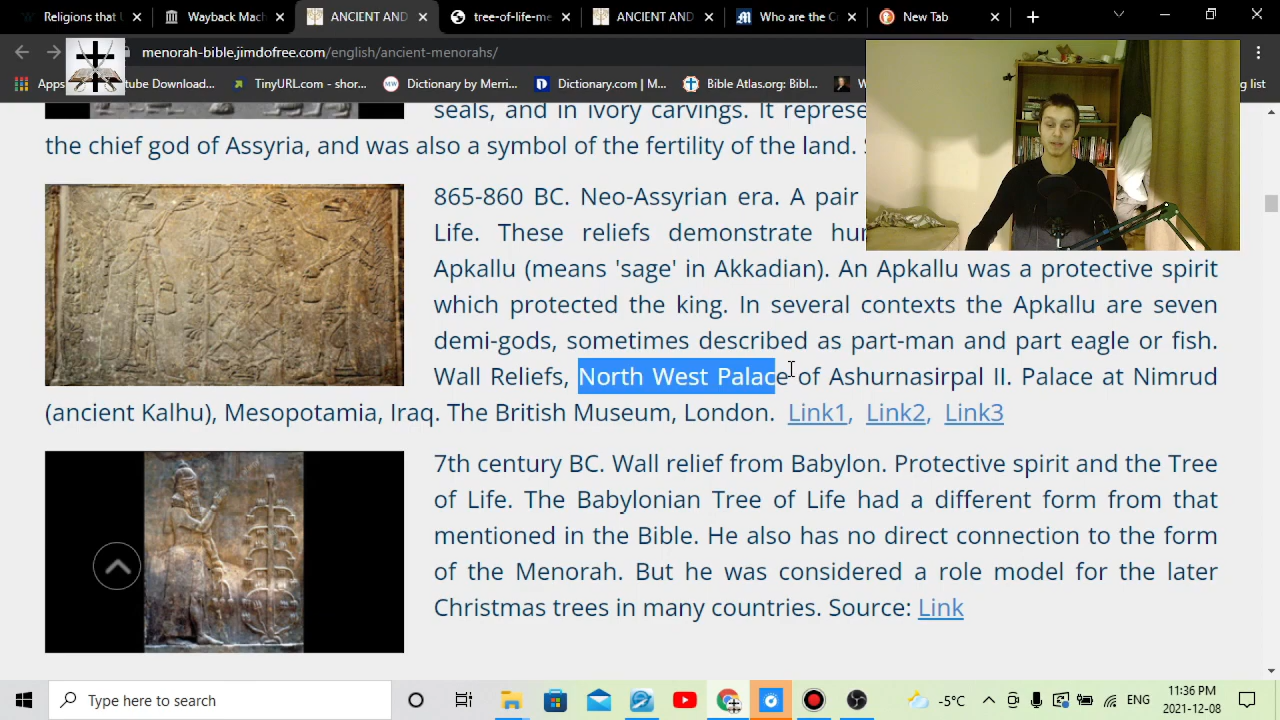 Religions that
Wayback Mach
ANCIENT AND
tree-of-life-me
ANCIENT AND
Who are the
New Tab
menorah-bible.jimdofree.com/english/ancient-menorahs/
Apps
tube Download...
TinyURL.com - shor...
Dictionary by Merri...
Dictionary.com | M...
Bible Atlas.org: Bibl...
list
seals, and in ivory carvings. It represe
the chief god of Assyria, and was also a symbol of the fertility of the land.
865-860 BC. Neo-Assyrian era. A pair
Life. These reliefs demonstrate hu
Apkallu (means 'sage' in Akkadian). An Apkallu was a protective spirit
which protected the king. In several contexts the Apkallu are seven
demi-gods, sometimes described as part-man and part eagle or fish.
Wall Reliefs, North West Palace of Ashurnasirpal II. Palace at Nimrud
(ancient Kalhu), Mesopotamia, Iraq. The British Museum, London. Link1, Link2, Link3
7th century BC. Wall relief from Babylon. Protective spirit and the Tree
of Life. The Babylonian Tree of Life had a different form from that
mentioned in the Bible. He also has no direct connection to the form
of the Menorah. But he was considered a role model for the later
Christmas trees in many countries. Source: Link
Type here to search
-5°C
ENG
11:36 PM
2021-12-08